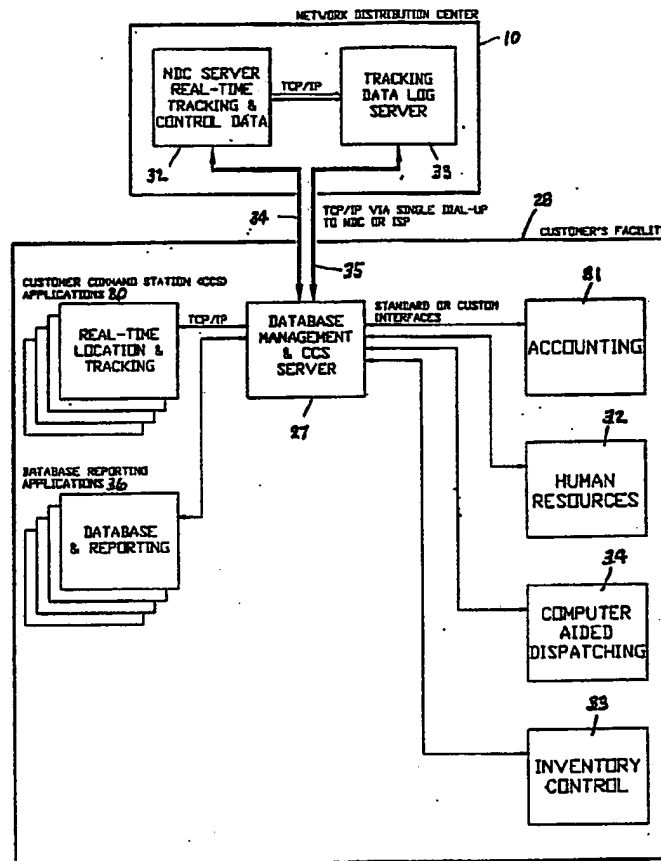 NETWORK DISTRIBUTION CENTER
10
NDC SERVER
REAL-TIME
TRACKING &
CONTROL DATA
32
TCP/IP
TRACKING
DATA LOG
SERVER
33
34
TCP/IP VIA SINGLE DIAL-UP
TO NDC OR ISP
35
28
CUSTOMER'S FACILIT
CUSTOMER COMMAND STATION (CCS)
APPLICATIONS 30
REAL-TIME
LOCATION &
TRACKING
TCP/IP
DATABASE
MANAGEMENT
& CCS
SERVER
27
STANDARD OR CUSTOM
INTERFACES
31
ACCOUNTING
32
HUMAN
RESOURCES
DATABASE REPORTING
APPLICATIONS 36
DATABASE
& REPORTING
34
COMPUTER
AIDED
DISPATCHING
33
INVENTORY
CONTROL